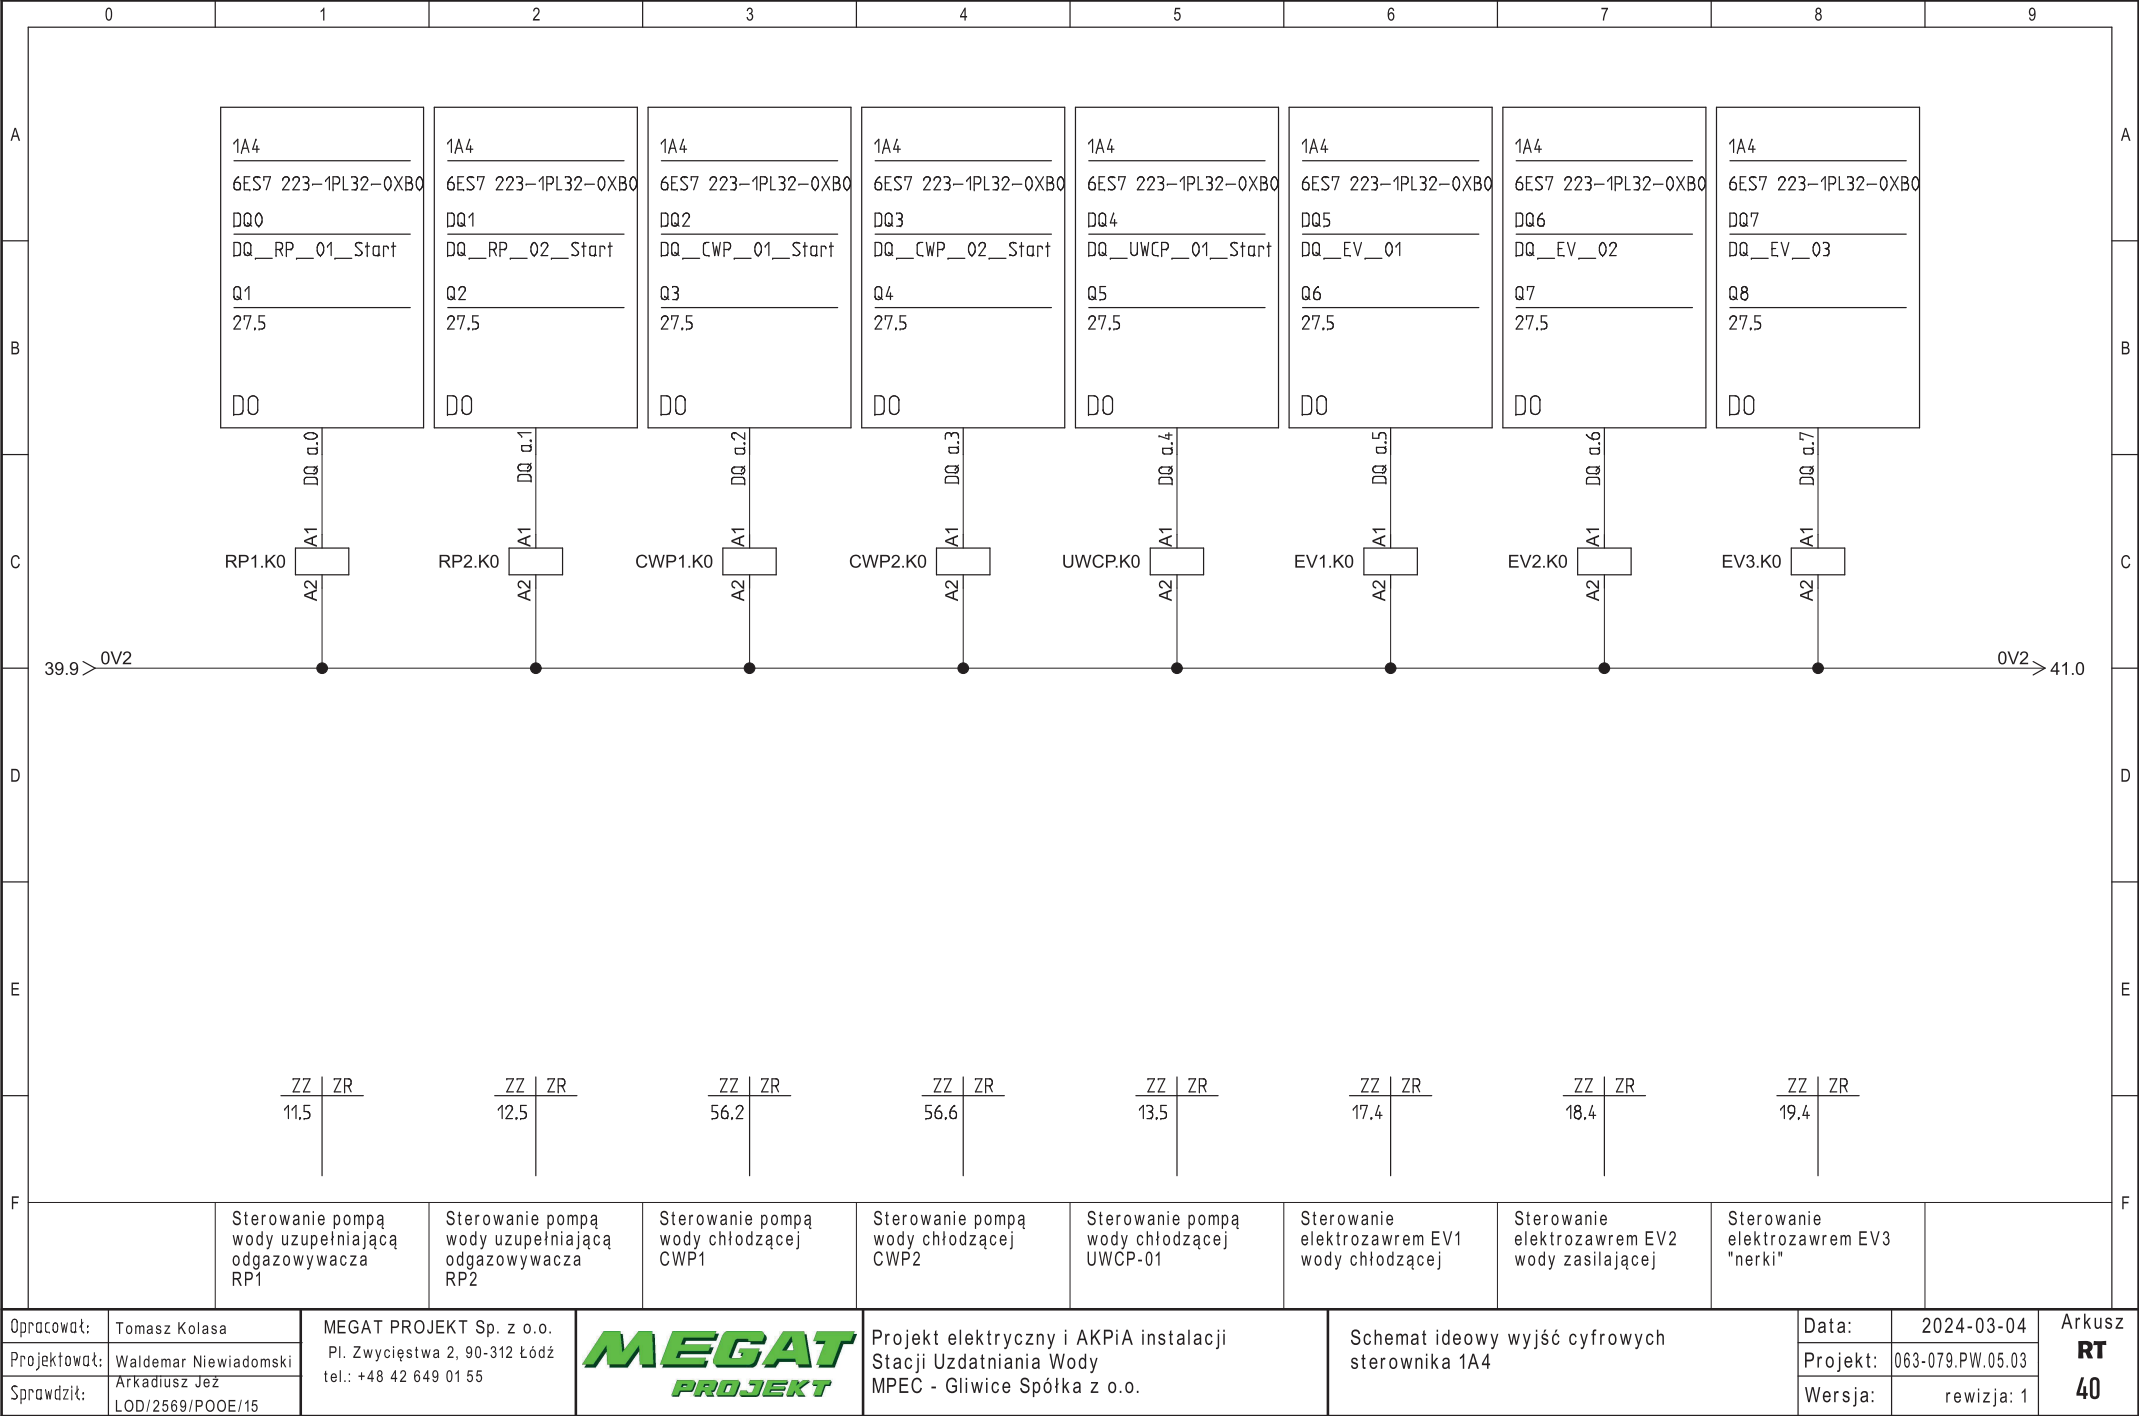 0 1 2 3 4 5 6 7 8 9
A A
1A4 1A4 1A4 1A4 1A4 1A4 1A4 1A4
6ES7 223-1PL32-0XB0 6ES7 223-1PL32-0XB0 6ES7 223-1PL32-0XB0 6ES7 223-1PL32-0XB0 6ES7 223-1PL32-0XB0 6ES7 223-1PL32-0XB0 6ES7 223-1PL32-0XB0 6ES7 223-1PL32-0XB0
DQ0 DQ1 DQ2 DQ3 DQ4 DQ5 DQ6 DQ7
DQ_RP_01_Start DQ_RP_02_Start DQ_CWP_01_Start DQ_CWP_02_Start DQ_UWCP_01_Start DQ_EV_01 DQ_EV_02 DQ_EV_03
Q1 Q2 Q3 Q4 Q5 Q6 Q7 Q8
27.5 27.5 27.5 27.5 27.5 27.5 27.5 27.5
B B
DO DO DO DO DO DO DO DO
DQ a.0 DQ a.1 DQ a.2 DQ a.3 DQ a.4 DQ a.5 DQ a.6 DQ a.7
A1 A1 A1 A1 A1 A1 A1 A1
C RP1.K0 RP2.K0 CWP1.K0 CWP2.K0 UWCP.K0 EV1.K0 EV2.K0 EV3.K0 C
A2 A2 A2 A2 A2 A2 A2 A2
39.9 0V2 0V2 41.0
D D
E E
ZZ ZR ZZ ZR ZZ ZR ZZ ZR ZZ ZR ZZ ZR ZZ ZR ZZ ZR
11.5 12.5 56.2 56.6 13.5 17.4 18.4 19.4
F F
Sterowanie pompą
wody uzupełniającą
odgazowywacza
RP1
Sterowanie pompą
wody uzupełniającą
odgazowywacza
RP2
Sterowanie pompą
wody chłodzącej
CWP1
Sterowanie pompą
wody chłodzącej
CWP2
Sterowanie pompą
wody chłodzącej
UWCP-01
Sterowanie
elektrozawrem EV1
wody chłodzącej
Sterowanie
elektrozawrem EV2
wody zasilającej
Sterowanie
elektrozawrem EV3
"nerki"
Opracował: Tomasz Kolasa
Projektował: Waldemar Niewiadomski
Sprawdził: Arkadiusz Jeż
LOD/2569/POOE/15
MEGAT PROJEKT Sp. z o.o.
Pl. Zwycięstwa 2, 90-312 Łódź
tel.: +48 42 649 01 55
MEGAT
PROJEKT
Projekt elektryczny i AKPiA instalacji
Stacji Uzdatniania Wody
MPEC - Gliwice Spółka z o.o.
Schemat ideowy wyjść cyfrowych
sterownika 1A4
Data: 2024-03-04
Projekt: 063-079.PW.05.03
Wersja: rewizja: 1
Arkusz
RT
40